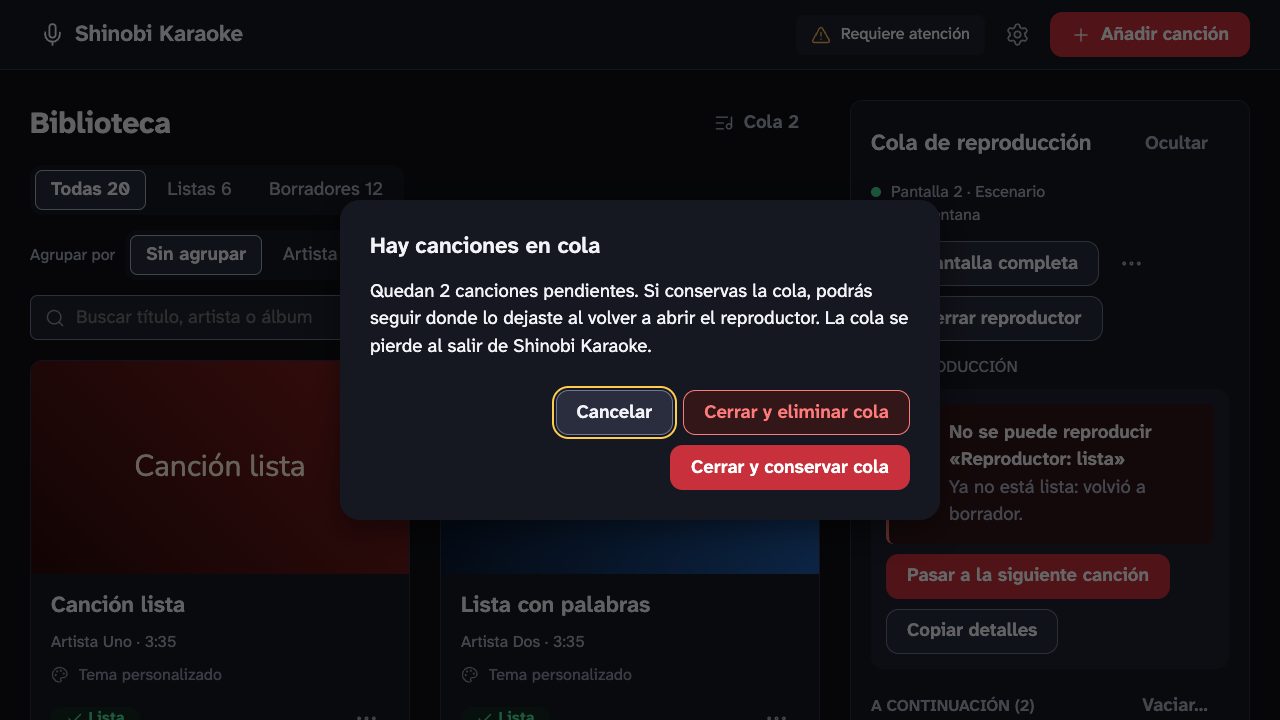 Shinobi Karaoke
Requiere atención
Añadir canción
Biblioteca
Cola 2
Todas 20
Listas 6
Borradores 12
Agrupar por
Sin agrupar
Artista
Buscar título, artista o álbum
Canción lista
Canción lista
Artista Uno · 3:35
Tema personalizado
Lista
Lista con palabras
Artista Dos · 3:35
Tema personalizado
Lista
Hay canciones en cola
Quedan 2 canciones pendientes. Si conservas la cola, podrás
seguir donde lo dejaste al volver a abrir el reproductor. La cola se
pierde al salir de Shinobi Karaoke.
Cancelar
Cerrar y eliminar cola
Cerrar y conservar cola
Cola de reproducción
Ocultar
Pantalla 2 · Escenario
completa
reproductor
No se puede reproducir
«Reproductor: lista»
Ya no está lista: volvió a
borrador.
Pasar a la siguiente canción
Copiar detalles
A CONTINUACIÓN (2)
Vaciar...